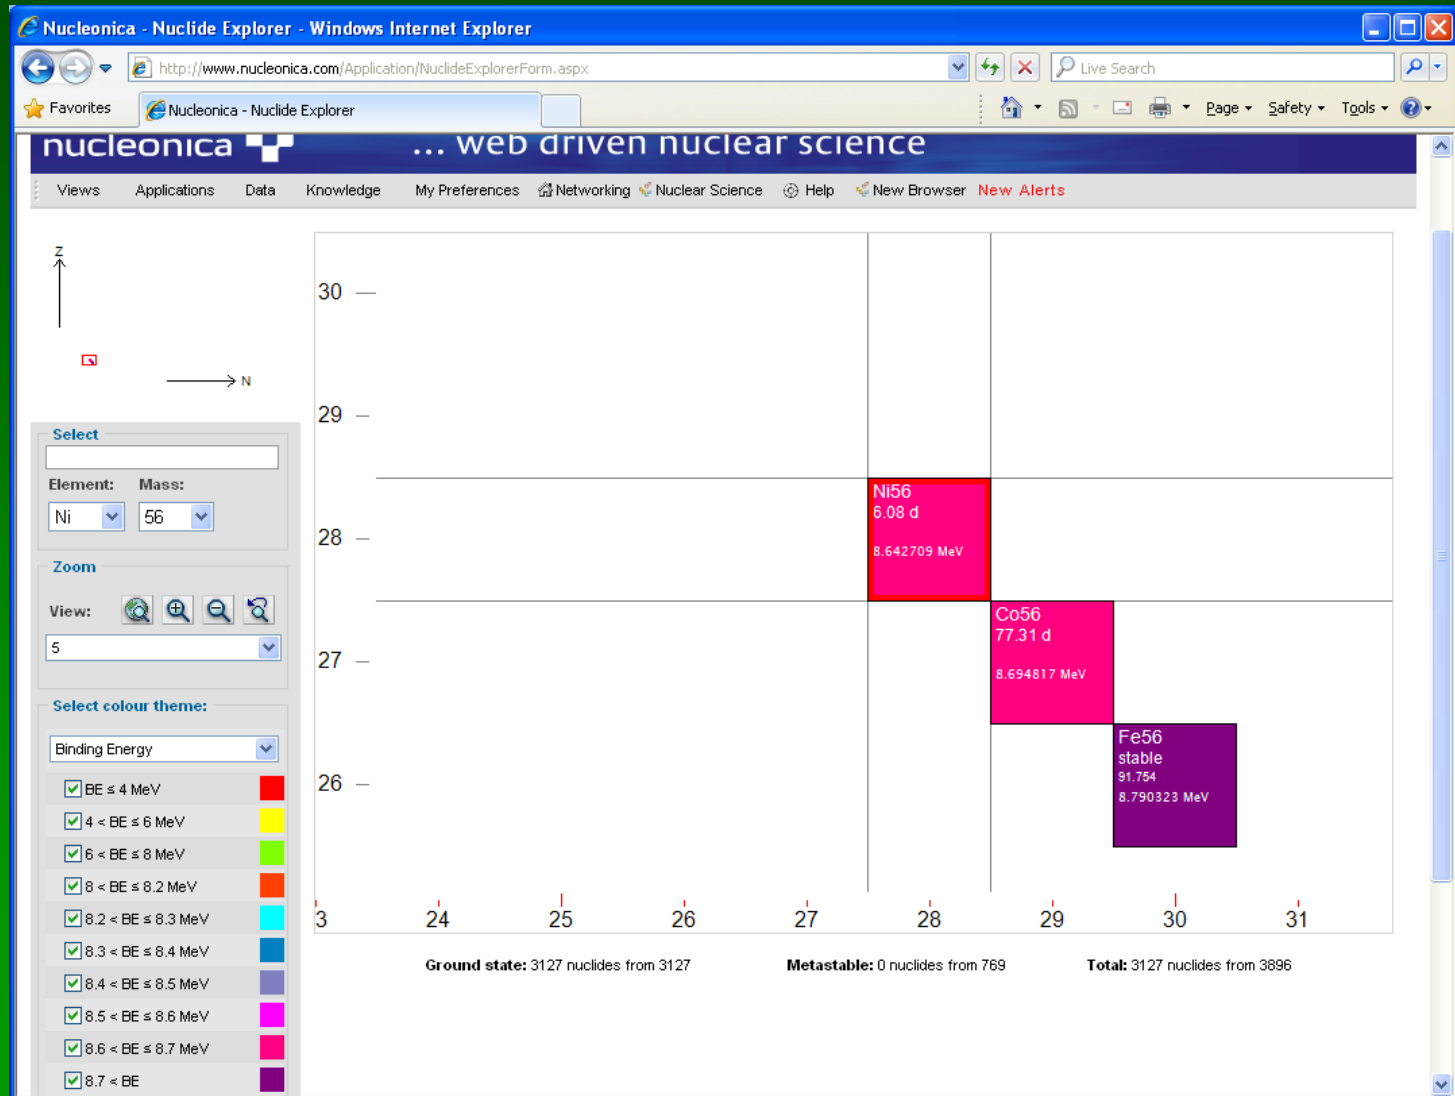 Nucleonica - Nuclide Explorer - Windows Internet Explorer
http://www.nucleonica.com/Application/NuclideExplorerForm.aspx
Live Search
Favorites
Nucleonica - Nuclide Explorer
Page
Safety
Tools
nucleonica
... web driven nuclear science
Views Applications Data Knowledge My Preferences Networking Nuclear Science Help New Browser New Alerts
Z
N
Select
Element: Mass:
Ni 56
Zoom
View:
5
Select colour theme:
Binding Energy
BE ≤ 4 MeV
4 < BE ≤ 6 MeV
6 < BE ≤ 8 MeV
8 < BE ≤ 8.2 MeV
8.2 < BE ≤ 8.3 MeV
8.3 < BE ≤ 8.4 MeV
8.4 < BE ≤ 8.5 MeV
8.5 < BE ≤ 8.6 MeV
8.6 < BE ≤ 8.7 MeV
8.7 < BE
30
29
28
27
26
Ni56
6.08 d
8.642709 MeV
Co56
77.31 d
8.694817 MeV
Fe56
stable
91.754
8.790323 MeV
3 24 25 26 27 28 29 30 31
Ground state: 3127 nuclides from 3127 Metastable: 0 nuclides from 769 Total: 3127 nuclides from 3896